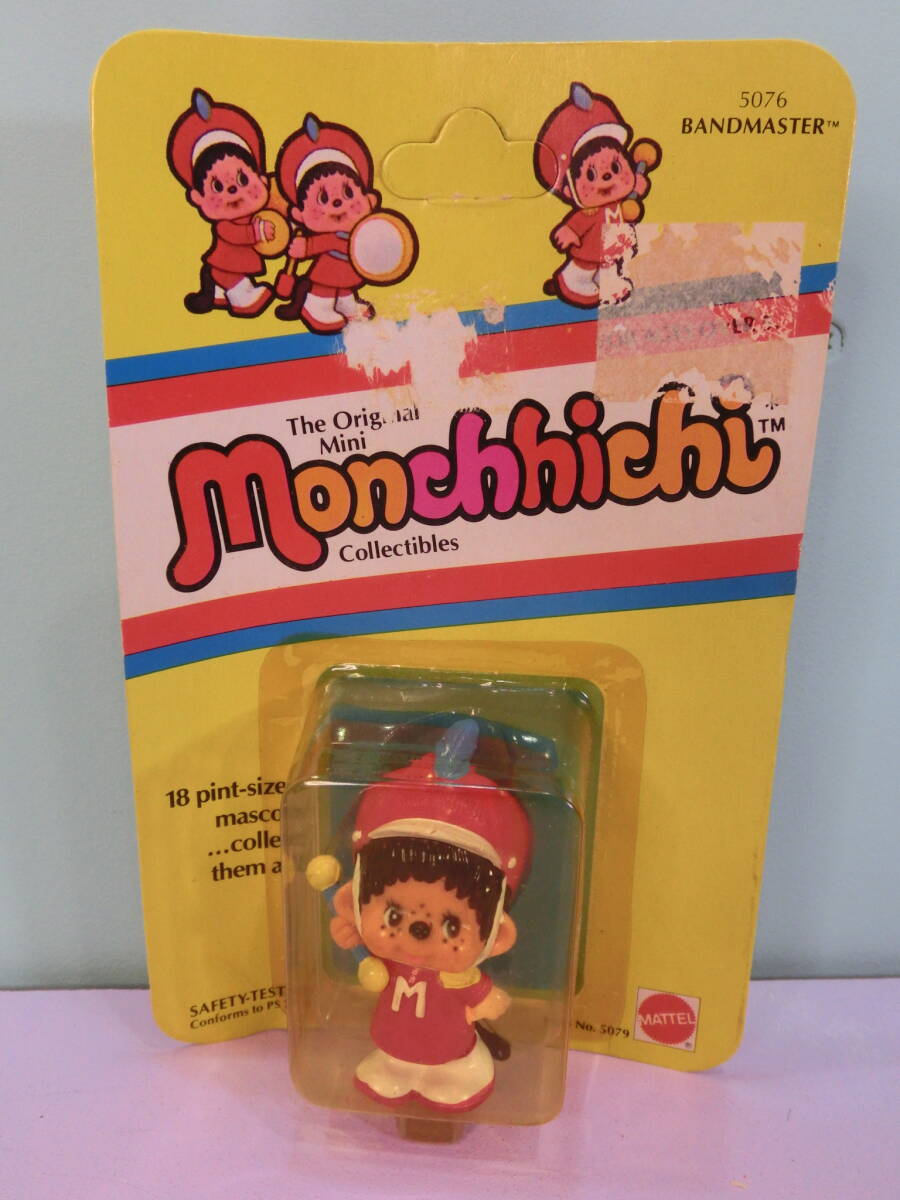 5076
BANDMASTER™
M
The Original
Mini
Monchhichi™
Collectibles
18 pint-size
masco
...colle
them a
M
SAFETY-TEST
Conforms to PS
No. 5079
MATTEL
®